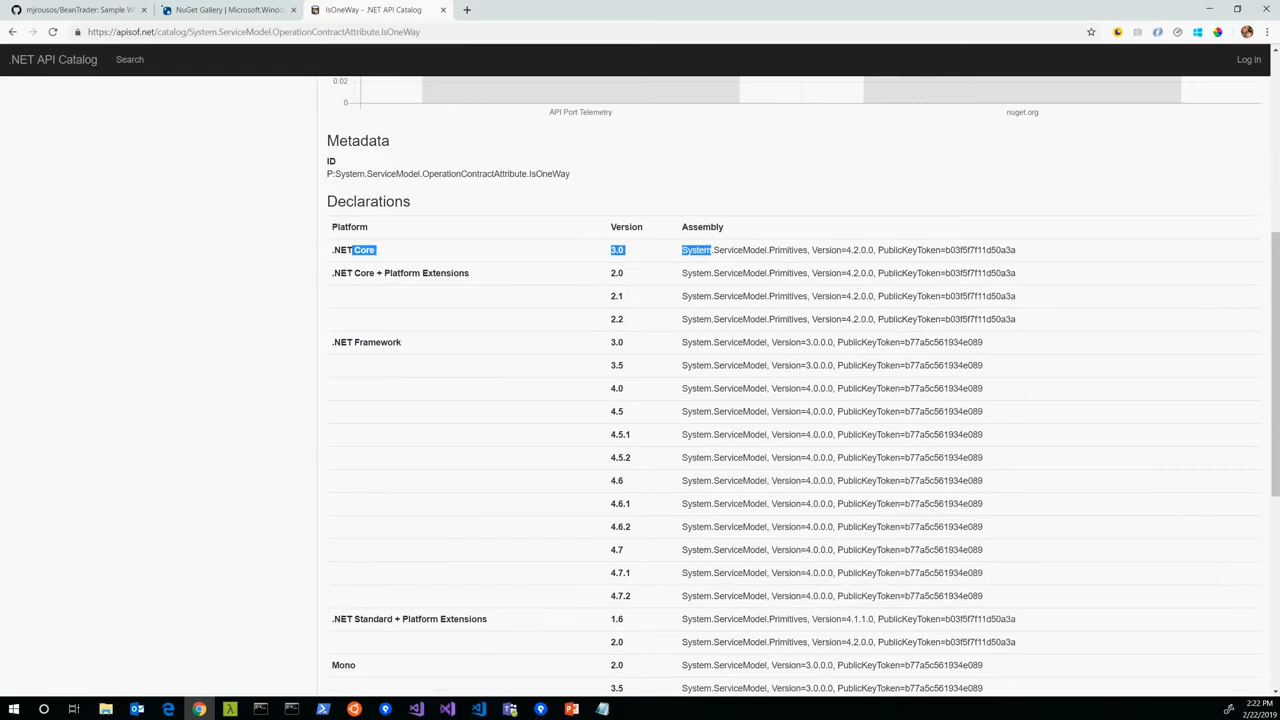 mjrousos/BeanTrader: Sample W
NuGet Gallery | Microsoft.Window
IsOneWay - .NET API Catalog
https://apisof.net/catalog/System.ServiceModel.OperationContractAttribute.IsOneWay
.NET API Catalog Search Log in
0.02
0
API Port Telemetry nuget.org
Metadata
ID
P:System.ServiceModel.OperationContractAttribute.IsOneWay
Declarations
Platform Version Assembly
.NET Core 3.0 System.ServiceModel.Primitives, Version=4.2.0.0, PublicKeyToken=b03f5f7f11d50a3a
.NET Core + Platform Extensions 2.0 System.ServiceModel.Primitives, Version=4.2.0.0, PublicKeyToken=b03f5f7f11d50a3a
2.1 System.ServiceModel.Primitives, Version=4.2.0.0, PublicKeyToken=b03f5f7f11d50a3a
2.2 System.ServiceModel.Primitives, Version=4.2.0.0, PublicKeyToken=b03f5f7f11d50a3a
.NET Framework 3.0 System.ServiceModel, Version=3.0.0.0, PublicKeyToken=b77a5c561934e089
3.5 System.ServiceModel, Version=3.0.0.0, PublicKeyToken=b77a5c561934e089
4.0 System.ServiceModel, Version=4.0.0.0, PublicKeyToken=b77a5c561934e089
4.5 System.ServiceModel, Version=4.0.0.0, PublicKeyToken=b77a5c561934e089
4.5.1 System.ServiceModel, Version=4.0.0.0, PublicKeyToken=b77a5c561934e089
4.5.2 System.ServiceModel, Version=4.0.0.0, PublicKeyToken=b77a5c561934e089
4.6 System.ServiceModel, Version=4.0.0.0, PublicKeyToken=b77a5c561934e089
4.6.1 System.ServiceModel, Version=4.0.0.0, PublicKeyToken=b77a5c561934e089
4.6.2 System.ServiceModel, Version=4.0.0.0, PublicKeyToken=b77a5c561934e089
4.7 System.ServiceModel, Version=4.0.0.0, PublicKeyToken=b77a5c561934e089
4.7.1 System.ServiceModel, Version=4.0.0.0, PublicKeyToken=b77a5c561934e089
4.7.2 System.ServiceModel, Version=4.0.0.0, PublicKeyToken=b77a5c561934e089
.NET Standard + Platform Extensions 1.6 System.ServiceModel.Primitives, Version=4.1.1.0, PublicKeyToken=b03f5f7f11d50a3a
2.0 System.ServiceModel.Primitives, Version=4.2.0.0, PublicKeyToken=b03f5f7f11d50a3a
Mono 2.0 System.ServiceModel, Version=3.0.0.0, PublicKeyToken=b77a5c561934e089
3.5 System.ServiceModel, Version=3.0.0.0, PublicKeyToken=b77a5c561934e089
2:22 PM
2/22/2019